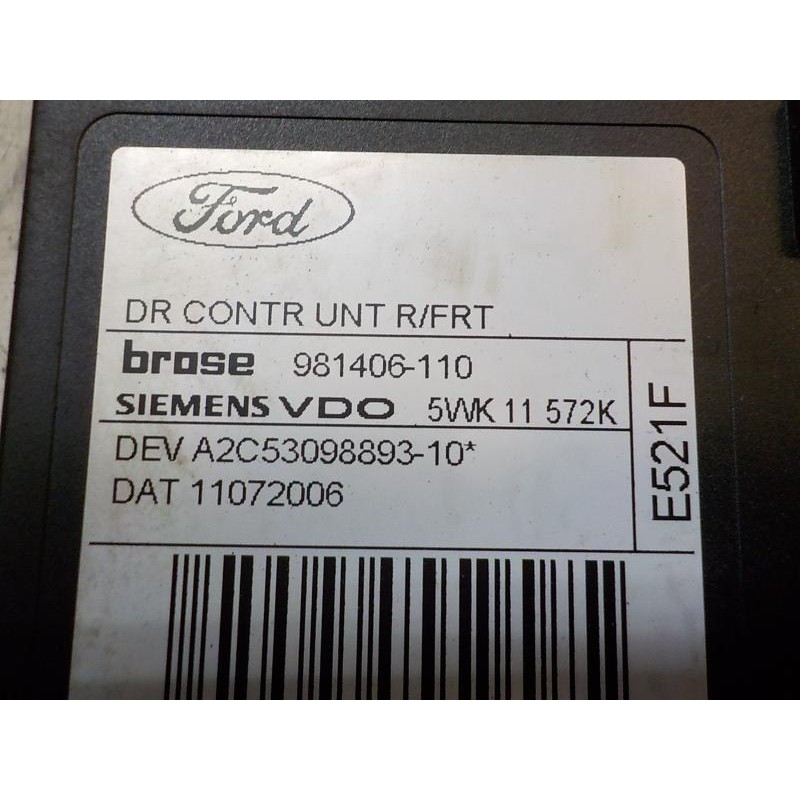 Ford
DR CONTR UNT R/FRT
brose 981406-110
SIEMENS VDO 5WK 11 572K
DEV A2C53098893-10*
DAT 11072006
E521F